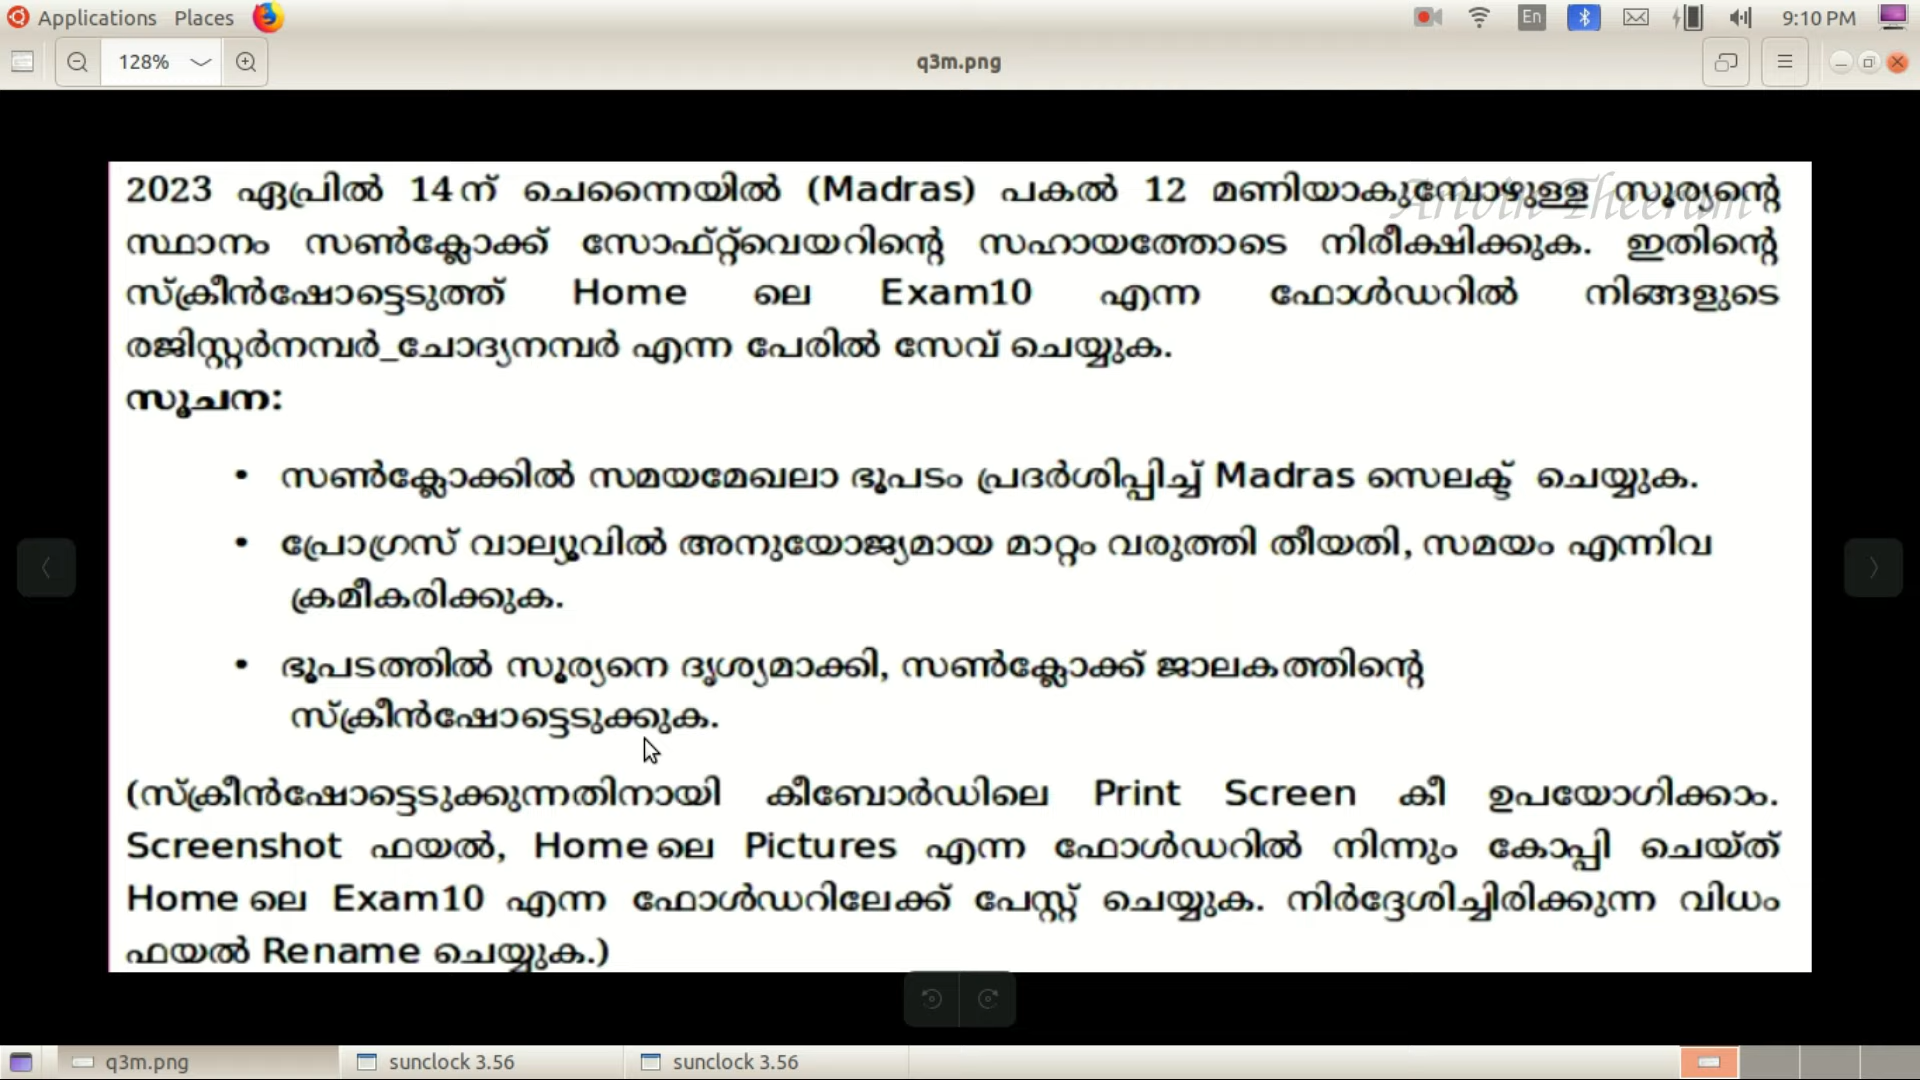 Applications Places En 9:10 PM
128% q3m.png
2023 ഏപ്രിൽ 14ന് ചെന്നൈയിൽ (Madras) പകൽ 12 മണിയാകുമ്പോഴുള്ള സൂര്യന്റെ
Artoth Theeram
സ്ഥാനം സൺക്ലോക്ക് സോഫ്റ്റ്‌വെയറിന്റെ സഹായത്തോടെ നിരീക്ഷിക്കുക. ഇതിന്റെ
സ്ക്രീൻഷോട്ടെടുത്ത് Home ലെ Exam10 എന്ന ഫോൾഡറിൽ നിങ്ങളുടെ
രജിസ്റ്റർനമ്പർ_ചോദ്യനമ്പർ എന്ന പേരിൽ സേവ് ചെയ്യുക.
സൂചന:
• സൺക്ലോക്കിൽ സമയമേഖലാ ഭൂപടം പ്രദർശിപ്പിച്ച് Madras സെലക്ട് ചെയ്യുക.
• പ്രോഗ്രസ് വാല്യൂവിൽ അനുയോജ്യമായ മാറ്റം വരുത്തി തീയതി, സമയം എന്നിവ
ക്രമീകരിക്കുക.
• ഭൂപടത്തിൽ സൂര്യനെ ദൃശ്യമാക്കി, സൺക്ലോക്ക് ജാലകത്തിന്റെ
സ്ക്രീൻഷോട്ടെടുക്കുക.
(സ്ക്രീൻഷോട്ടെടുക്കുന്നതിനായി കീബോർഡിലെ Print Screen കീ ഉപയോഗിക്കാം.
Screenshot ഫയൽ, Home ലെ Pictures എന്ന ഫോൾഡറിൽ നിന്നും കോപ്പി ചെയ്ത്
Home ലെ Exam10 എന്ന ഫോൾഡറിലേക്ക് പേസ്റ്റ് ചെയ്യുക. നിർദ്ദേശിച്ചിരിക്കുന്ന വിധം
ഫയൽ Rename ചെയ്യുക.)
q3m.png sunclock 3.56 sunclock 3.56